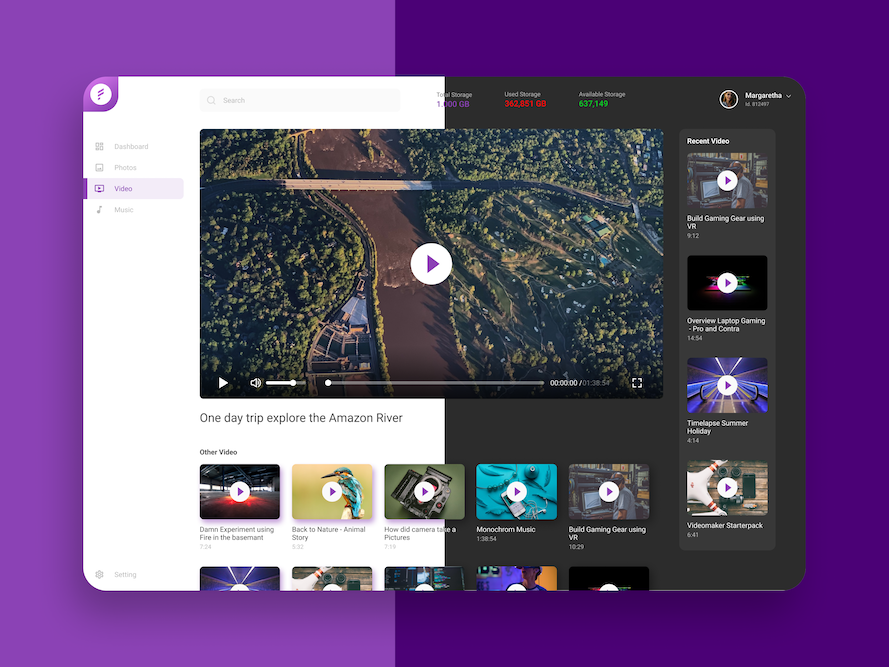 Search
Total Storage
1.000 GB
Used Storage
362,851 GB
Available Storage
637,149
Margaretha
Id. 812497
Dashboard
Photos
Video
Music
Setting
00:00:00 /01:38:54
One day trip explore the Amazon River
Other Video
Damn Experiment using
Fire in the basemant
7:24
Back to Nature - Animal
Story
5:32
How did camera take a
Pictures
7:19
Monochrom Music
1:38:54
Build Gaming Gear using
VR
10:29
Recent Video
Build Gaming Gear using
VR
9:12
Overview Laptop Gaming
- Pro and Contra
14:54
Timelapse Summer
Holiday
4:14
Videomaker Starterpack
6:41